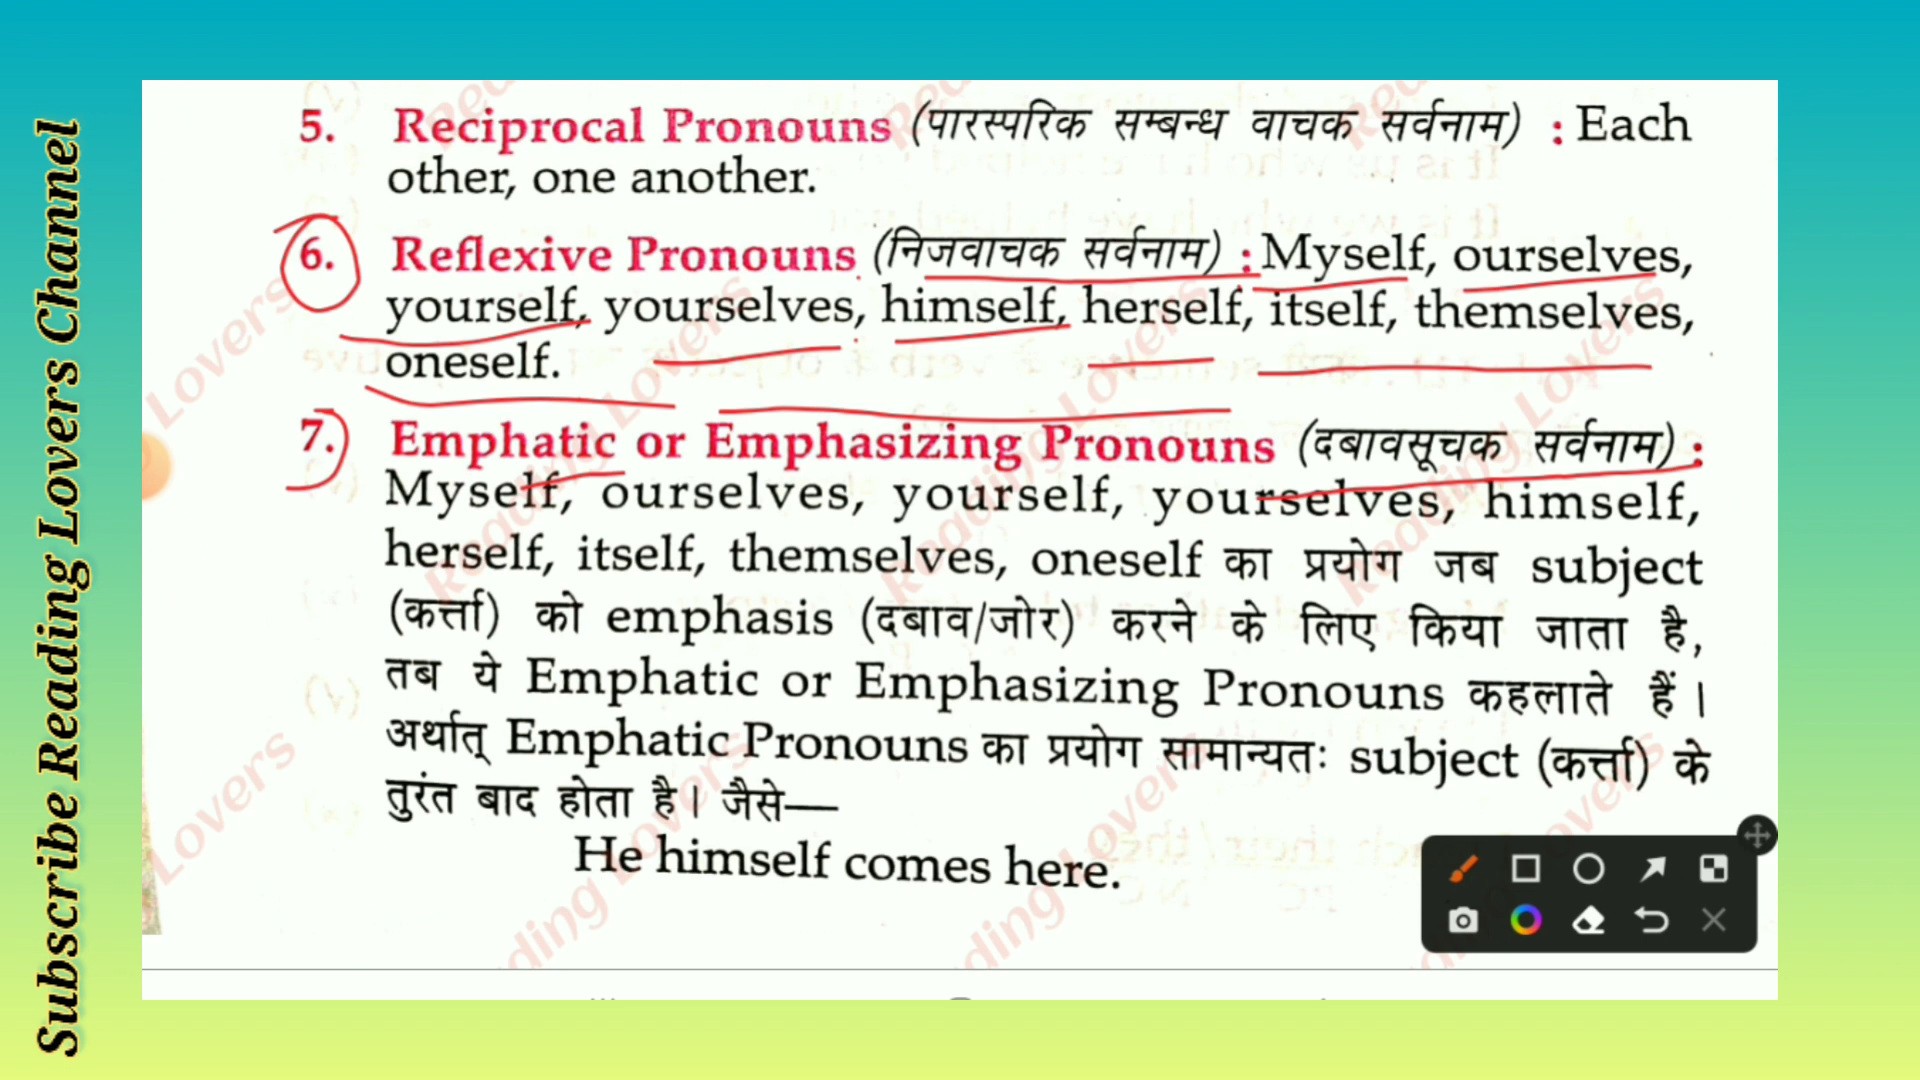 Subscribe Reading Lovers Channel
5. Reciprocal Pronouns (पारस्परिक सम्बन्ध वाचक सर्वनाम) : Each
other, one another.
6. Reflexive Pronouns (निजवाचक सर्वनाम) : Myself, ourselves,
yourself, yourselves, himself, herself, itself, themselves,
oneself.
7. Emphatic or Emphasizing Pronouns (दबावसूचक सर्वनाम) :
Myself, ourselves, yourself, yourselves, himself,
herself, itself, themselves, oneself का प्रयोग जब subject
(कर्त्ता) को emphasis (दबाव/जोर) करने के लिए किया जाता है,
तब ये Emphatic or Emphasizing Pronouns कहलाते हैं।
अर्थात् Emphatic Pronouns का प्रयोग सामान्यतः subject (कर्त्ता) के
तुरंत बाद होता है। जैसे—
He himself comes here.